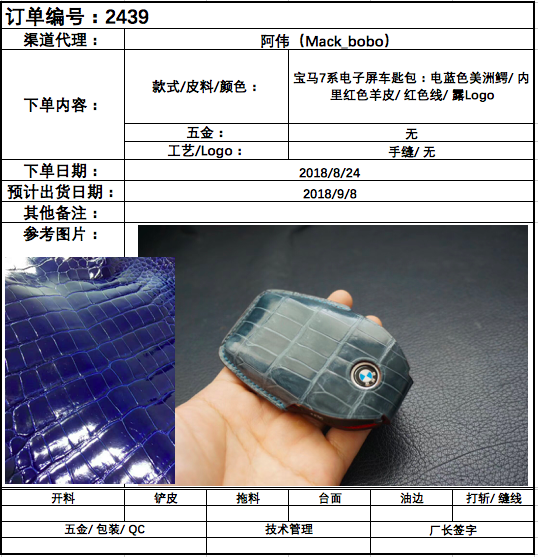 订单编号：2439
渠道代理：
阿伟（Mack_bobo）
下单内容：
款式/皮料/颜色：
宝马7系电子屏车匙包：电蓝色美洲鳄/ 内
里红色羊皮/ 红色线/ 露Logo
五金：
无
工艺/Logo：
手缝/ 无
下单日期：
2018/8/24
预计出货日期：
2018/9/8
其他备注：
参考图片：
开料
铲皮
拖料
台面
油边
打斩/ 缝线
五金/ 包装/ QC
技术管理
厂长签字